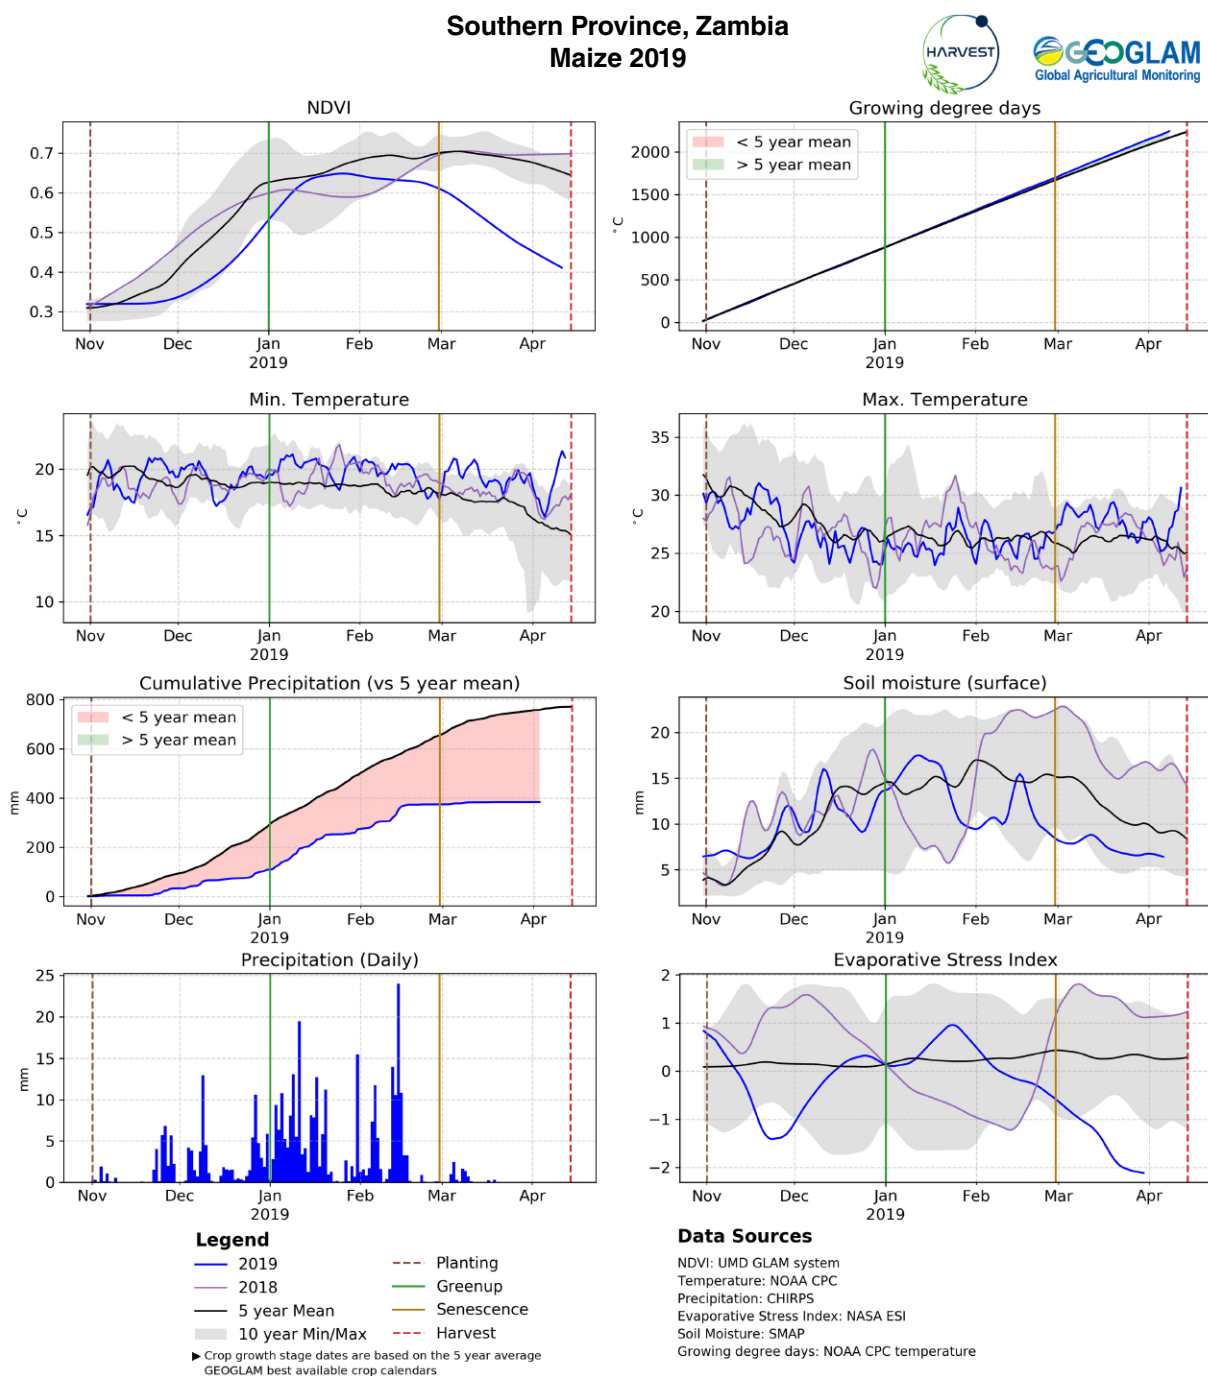 Southern Province, Zambia
Maize 2019
HARVEST
GEOGLAM
Global Agricultural Monitoring
NDVI
0.7
0.6
0.5
0.4
0.3
Nov
Dec
Jan
2019
Feb
Mar
Apr
Growing degree days
< 5 year mean
> 5 year mean
°C
2000
1500
1000
500
0
Nov
Dec
Jan
2019
Feb
Mar
Apr
Min. Temperature
°C
20
15
10
Nov
Dec
Jan
2019
Feb
Mar
Apr
Max. Temperature
°C
35
30
25
20
Nov
Dec
Jan
2019
Feb
Mar
Apr
Cumulative Precipitation (vs 5 year mean)
< 5 year mean
> 5 year mean
mm
800
600
400
200
0
Nov
Dec
Jan
2019
Feb
Mar
Apr
Soil moisture (surface)
mm
20
15
10
5
Nov
Dec
Jan
2019
Feb
Mar
Apr
Precipitation (Daily)
mm
25
20
15
10
5
0
Nov
Dec
Jan
2019
Feb
Mar
Apr
Evaporative Stress Index
2
1
0
−1
−2
Nov
Dec
Jan
2019
Feb
Mar
Apr
Legend
2019
2018
5 year Mean
10 year Min/Max
Planting
Greenup
Senescence
Harvest
▶ Crop growth stage dates are based on the 5 year average
GEOGLAM best available crop calendars
Data Sources
NDVI: UMD GLAM system
Temperature: NOAA CPC
Precipitation: CHIRPS
Evaporative Stress Index: NASA ESI
Soil Moisture: SMAP
Growing degree days: NOAA CPC temperature